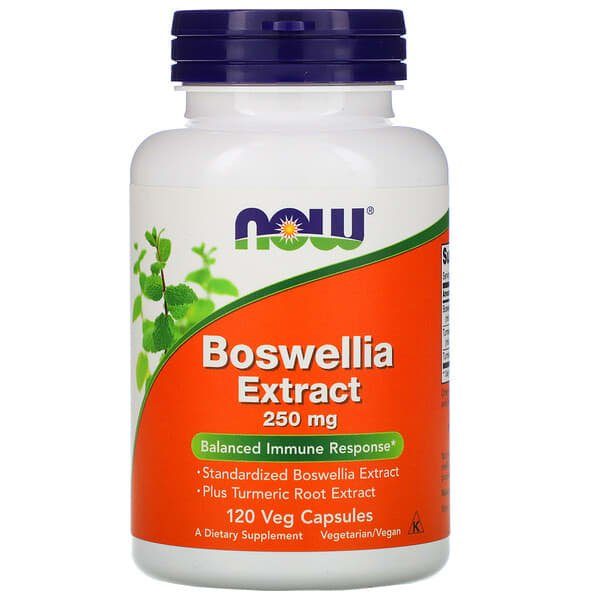 NOW®
Boswellia
Extract
250 mg
Balanced Immune Response*
• Standardized Boswellia Extract
• Plus Turmeric Root Extract
120 Veg Capsules
A Dietary Supplement Vegetarian/Vegan
K